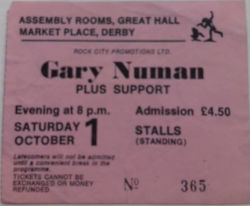 ASSEMBLY ROOMS, GREAT HALL
MARKET PLACE, DERBY
ROCK CITY PROMOTIONS LTD.
Gary Numan
PLUS SUPPORT
Evening at 8 p.m. Admission £4.50
SATURDAY 1 OCTOBER
STALLS
(STANDING)
Latecomers will not be admitted
until a convenient break in the
programme.
TICKETS CANNOT BE
EXCHANGED OR MONEY
REFUNDED.
No 365